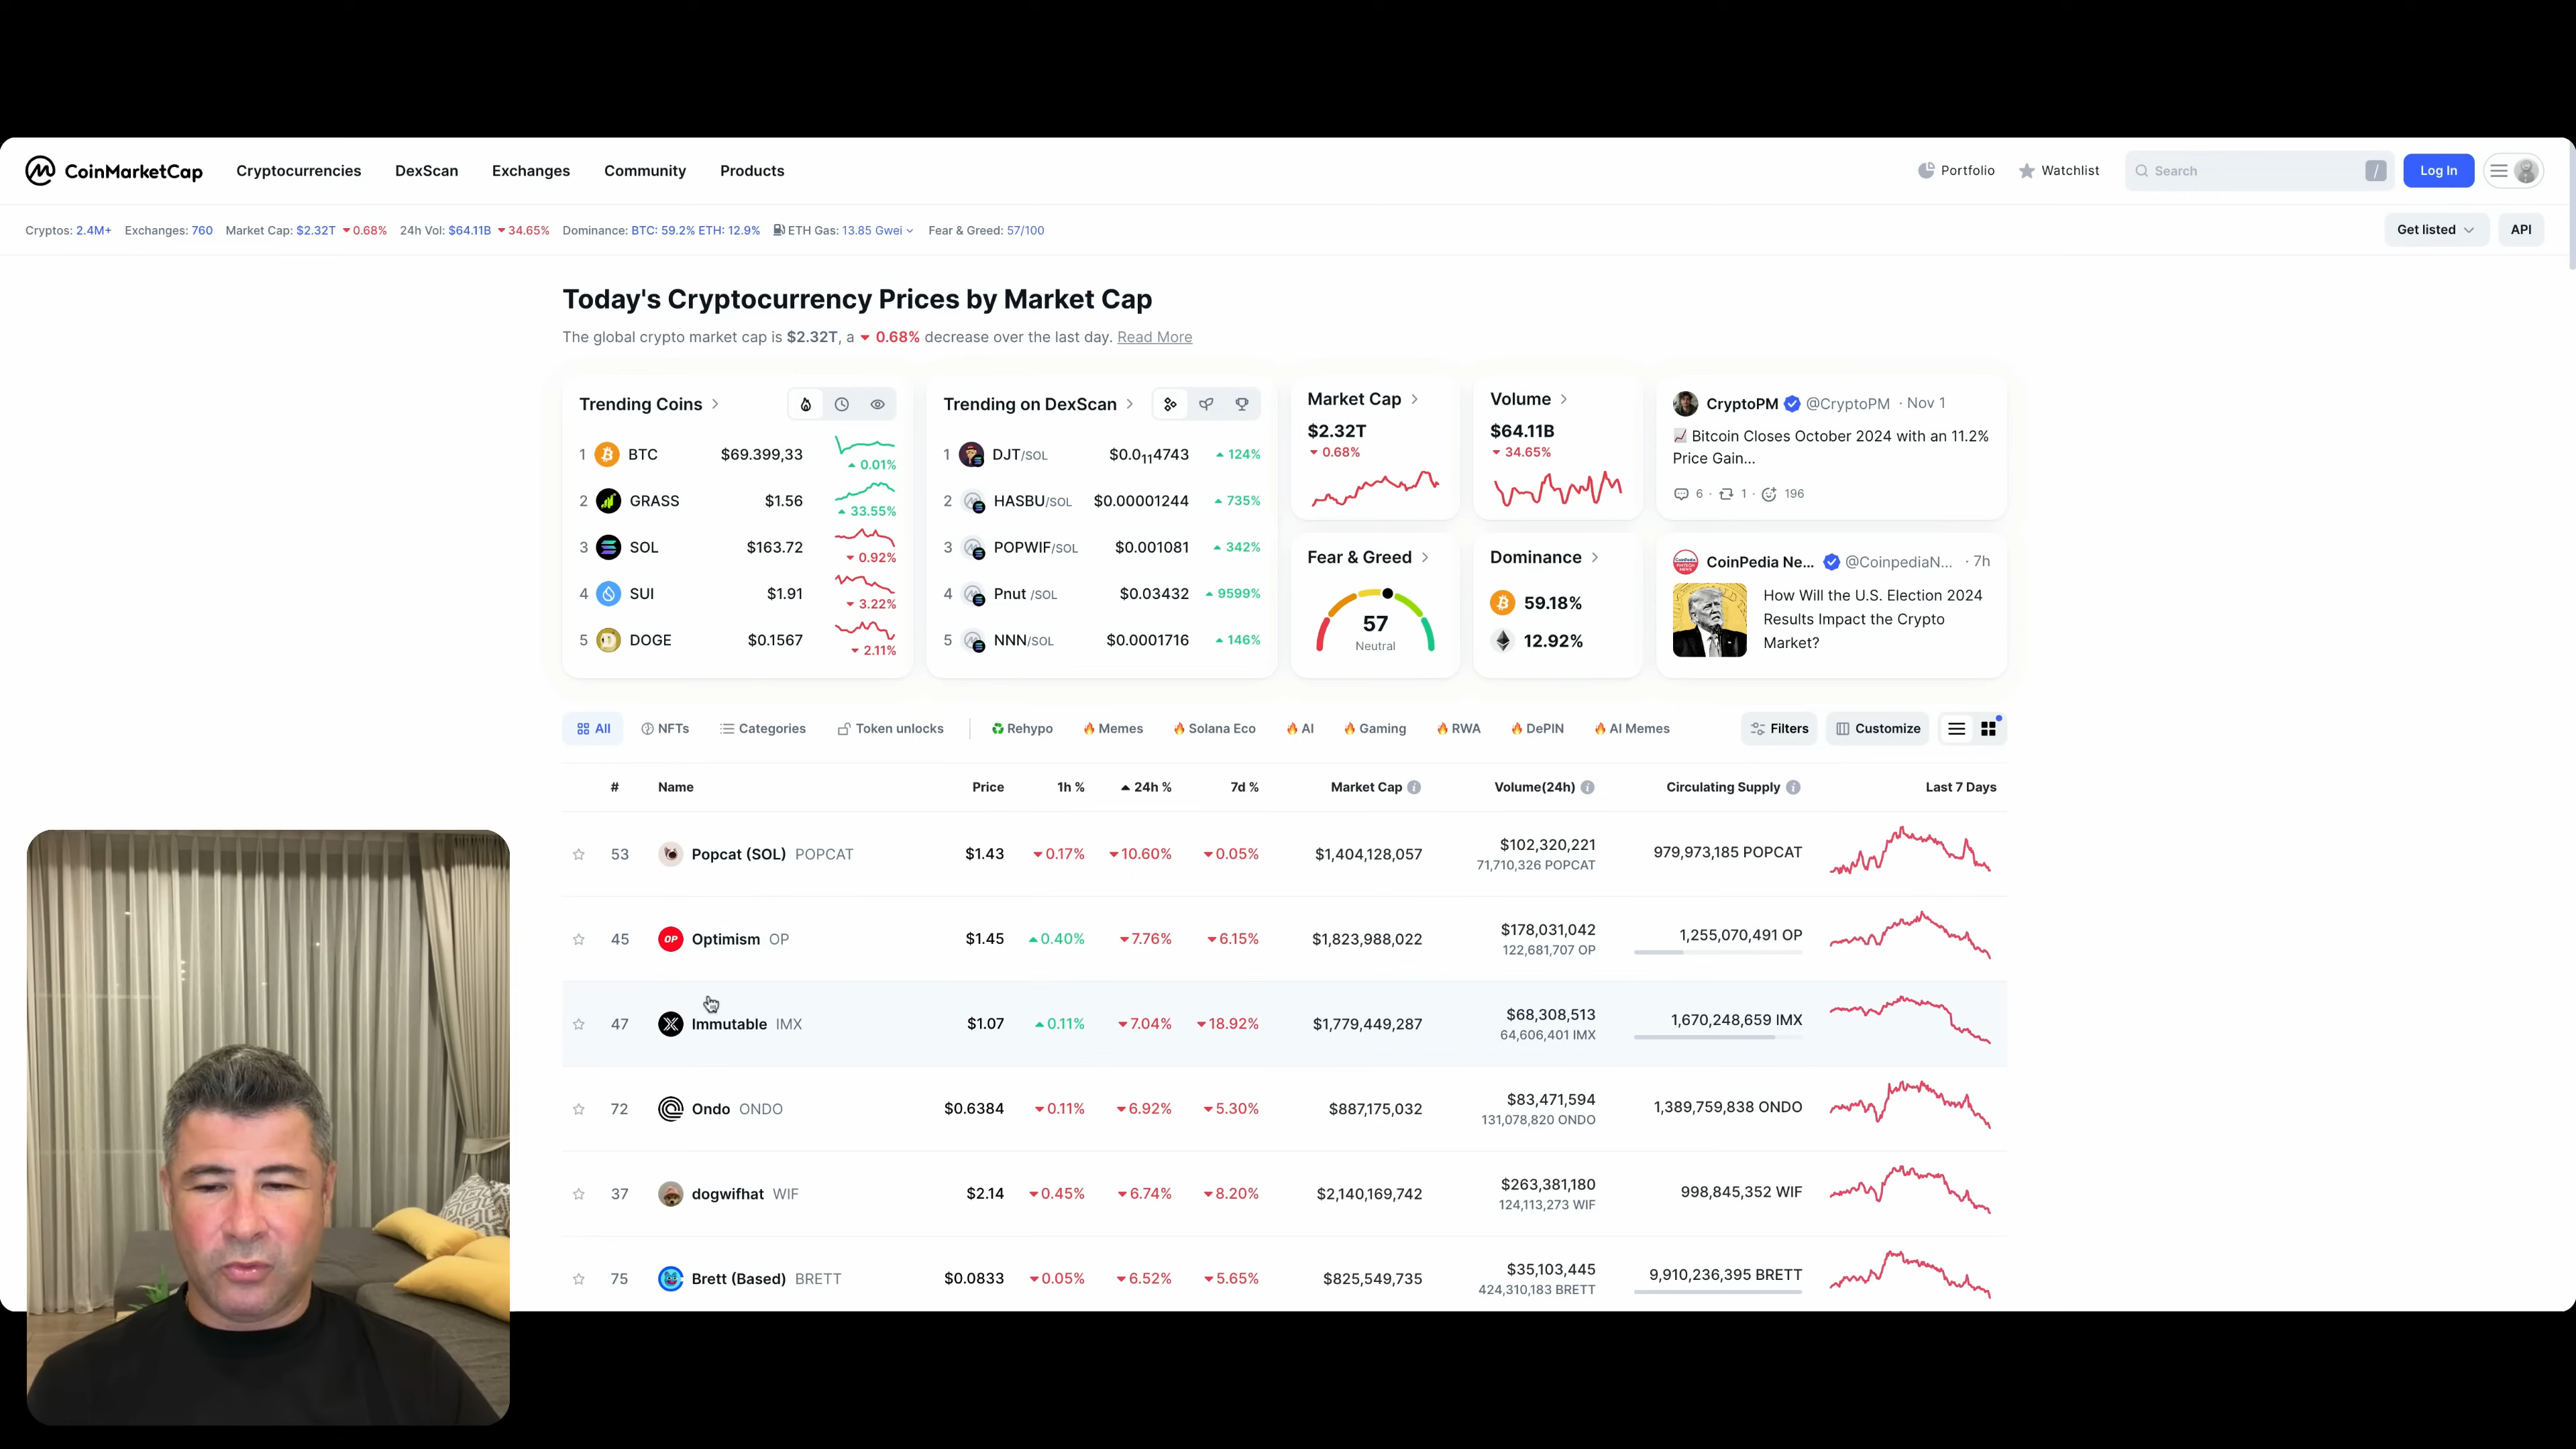 CoinMarketCap Cryptocurrencies DexScan Exchanges Community Products Portfolio Watchlist Search / Log In
Cryptos: 2.4M+ Exchanges: 760 Market Cap: $2.32T 0.68% 24h Vol: $64.11B 34.65% Dominance: BTC: 59.2% ETH: 12.9% ETH Gas: 13.85 Gwei Fear & Greed: 57/100 Get listed API
Today's Cryptocurrency Prices by Market Cap
The global crypto market cap is $2.32T, a 0.68% decrease over the last day. Read More
Trending Coins
1 BTC $69.399,33 0.01%
2 GRASS $1.56 33.55%
3 SOL $163.72 0.92%
4 SUI $1.91 3.22%
5 DOGE $0.1567 2.11%
Trending on DexScan
1 DJT/SOL $0.0₁₁4743 124%
2 HASBU/SOL $0.00001244 735%
3 POPWIF/SOL $0.001081 342%
4 Pnut /SOL $0.03432 9599%
5 NNN/SOL $0.0001716 146%
Market Cap
$2.32T
0.68%
Volume
$64.11B
34.65%
Fear & Greed
57
Neutral
Dominance
59.18%
12.92%
CryptoPM @CryptoPM · Nov 1
Bitcoin Closes October 2024 with an 11.2%
Price Gain...
6 · 1 · 196
CoinPedia Ne... @CoinpediaN... · 7h
How Will the U.S. Election 2024
Results Impact the Crypto
Market?
All NFTs Categories Token unlocks Rehypo Memes Solana Eco AI Gaming RWA DePIN AI Memes Filters Customize
# Name Price 1h % 24h % 7d % Market Cap Volume(24h) Circulating Supply Last 7 Days
53 Popcat (SOL) POPCAT $1.43 0.17% 10.60% 0.05% $1,404,128,057 $102,320,221 979,973,185 POPCAT
71,710,326 POPCAT
45 Optimism OP $1.45 0.40% 7.76% 6.15% $1,823,988,022 $178,031,042 1,255,070,491 OP
122,681,707 OP
47 Immutable IMX $1.07 0.11% 7.04% 18.92% $1,779,449,287 $68,308,513 1,670,248,659 IMX
64,606,401 IMX
72 Ondo ONDO $0.6384 0.11% 6.92% 5.30% $887,175,032 $83,471,594 1,389,759,838 ONDO
131,078,820 ONDO
37 dogwifhat WIF $2.14 0.45% 6.74% 8.20% $2,140,169,742 $263,381,180 998,845,352 WIF
124,113,273 WIF
75 Brett (Based) BRETT $0.0833 0.05% 6.52% 5.65% $825,549,735 $35,103,445 9,910,236,395 BRETT
424,310,183 BRETT